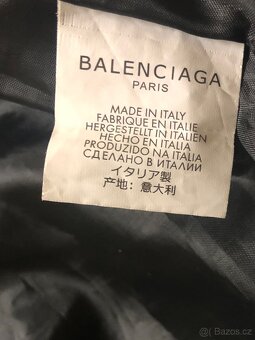 BALENCIAGA
PARIS
MADE IN ITALY
FABRIQUE EN ITALIE
HERGESTELLT IN ITALIEN
HECHO EN ITALIA
PRODUZIDO NA ITALIA
СДЕЛАНО В ИТАЛИИ
イタリア製
产地: 意大利
© Bazos.cz